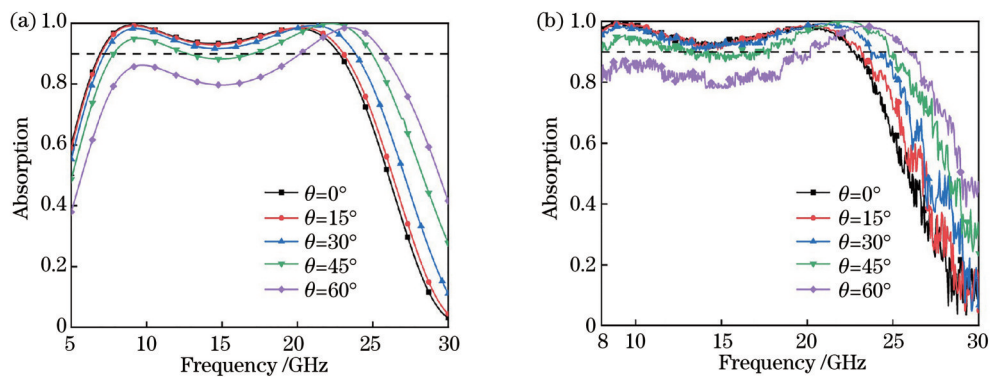 (a)
1.0
0.8
0.6
0.4
0.2
0
Absorption
θ=0°
θ=15°
θ=30°
θ=45°
θ=60°
5 10 15 20 25 30
Frequency /GHz
(b)
1.0
0.8
0.6
0.4
0.2
0
Absorption
θ=0°
θ=15°
θ=30°
θ=45°
θ=60°
8 10 15 20 25 30
Frequency /GHz